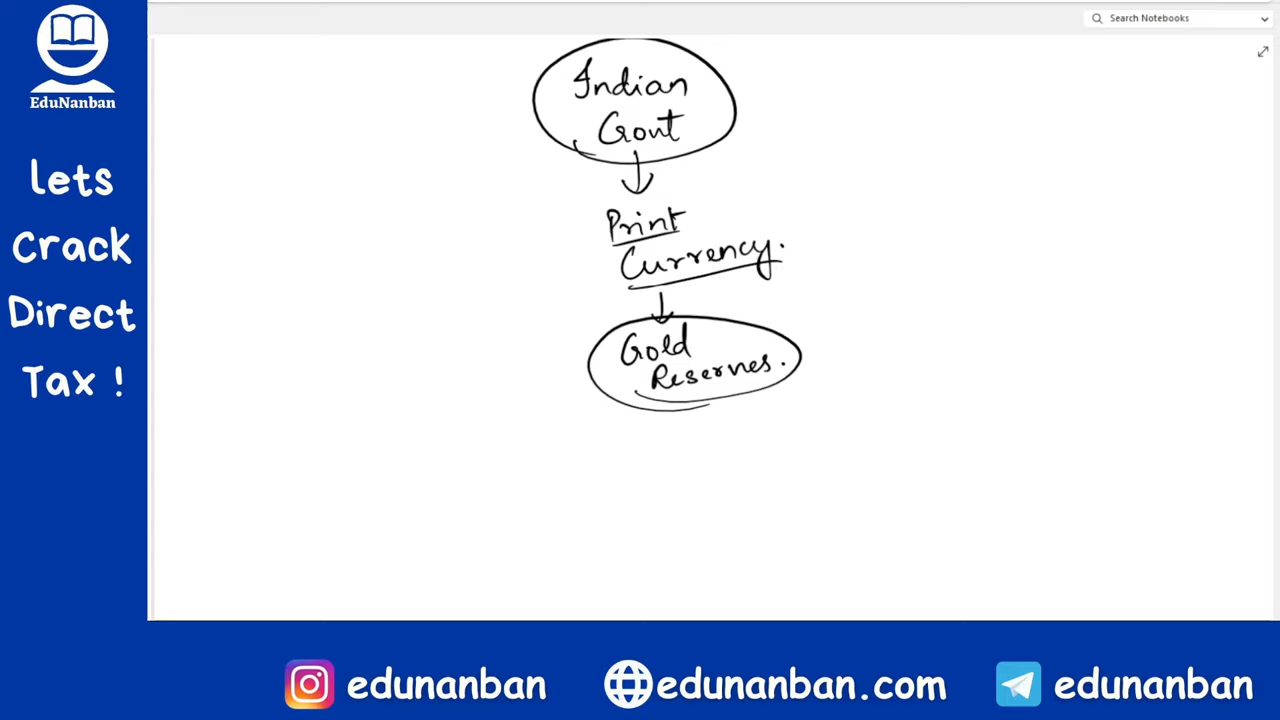 Search Notebooks
EduNanban
Lets
Crack
Direct
Tax !
Indian
Govt
Print
Currency.
Gold
Reserves.
edunanban
edunanban.com
edunanban